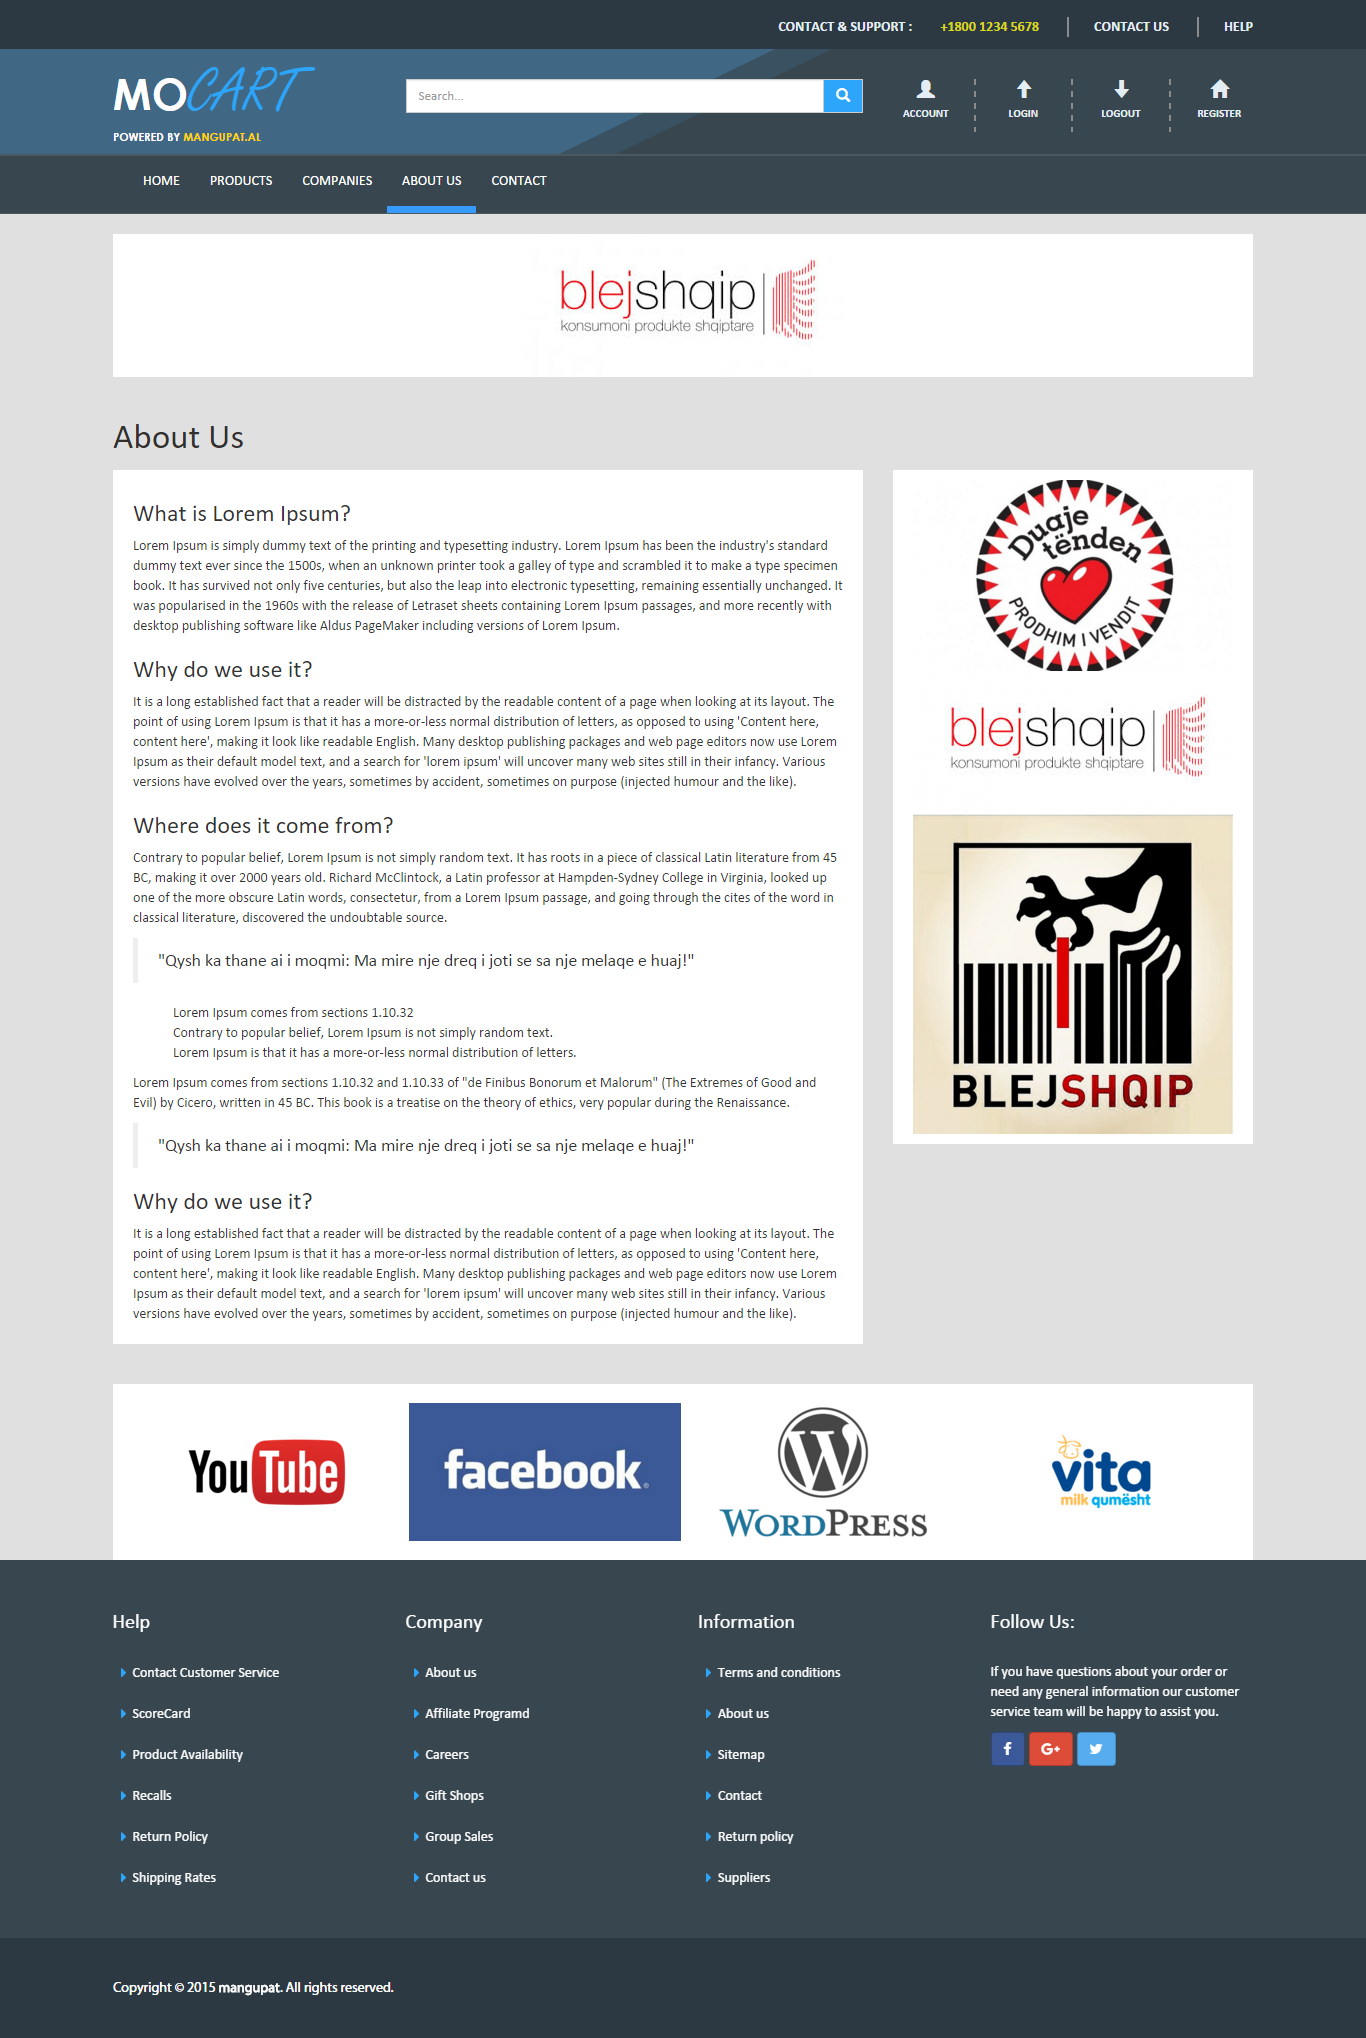 CONTACT & SUPPORT :
+1800 1234 5678
CONTACT US
HELP
MOCART
POWERED BY MANGUPAT.AL
Search...
ACCOUNT
LOGIN
LOGOUT
REGISTER
HOME
PRODUCTS
COMPANIES
ABOUT US
CONTACT
blejshqip
konsumoni produkte shqiptare
About Us
What is Lorem Ipsum?
Lorem Ipsum is simply dummy text of the printing and typesetting industry. Lorem Ipsum has been the industry's standard
dummy text ever since the 1500s, when an unknown printer took a galley of type and scrambled it to make a type specimen
book. It has survived not only five centuries, but also the leap into electronic typesetting, remaining essentially unchanged. It
was popularised in the 1960s with the release of Letraset sheets containing Lorem Ipsum passages, and more recently with
desktop publishing software like Aldus PageMaker including versions of Lorem Ipsum.
Why do we use it?
It is a long established fact that a reader will be distracted by the readable content of a page when looking at its layout. The
point of using Lorem Ipsum is that it has a more-or-less normal distribution of letters, as opposed to using 'Content here,
content here', making it look like readable English. Many desktop publishing packages and web page editors now use Lorem
Ipsum as their default model text, and a search for 'lorem ipsum' will uncover many web sites still in their infancy. Various
versions have evolved over the years, sometimes by accident, sometimes on purpose (injected humour and the like).
Where does it come from?
Contrary to popular belief, Lorem Ipsum is not simply random text. It has roots in a piece of classical Latin literature from 45
BC, making it over 2000 years old. Richard McClintock, a Latin professor at Hampden-Sydney College in Virginia, looked up
one of the more obscure Latin words, consectetur, from a Lorem Ipsum passage, and going through the cites of the word in
classical literature, discovered the undoubtable source.
"Qysh ka thane ai i moqmi: Ma mire nje dreq i joti se sa nje melaqe e huaj!"
Lorem Ipsum comes from sections 1.10.32
Contrary to popular belief, Lorem Ipsum is not simply random text.
Lorem Ipsum is that it has a more-or-less normal distribution of letters.
Lorem Ipsum comes from sections 1.10.32 and 1.10.33 of "de Finibus Bonorum et Malorum" (The Extremes of Good and
Evil) by Cicero, written in 45 BC. This book is a treatise on the theory of ethics, very popular during the Renaissance.
"Qysh ka thane ai i moqmi: Ma mire nje dreq i joti se sa nje melaqe e huaj!"
Why do we use it?
It is a long established fact that a reader will be distracted by the readable content of a page when looking at its layout. The
point of using Lorem Ipsum is that it has a more-or-less normal distribution of letters, as opposed to using 'Content here,
content here', making it look like readable English. Many desktop publishing packages and web page editors now use Lorem
Ipsum as their default model text, and a search for 'lorem ipsum' will uncover many web sites still in their infancy. Various
versions have evolved over the years, sometimes by accident, sometimes on purpose (injected humour and the like).
Duaje
tënden
PRODHIM I VENDIT
blejshqip
konsumoni produkte shqiptare
BLEJSHQIP
YouTube
facebook®
WORDPRESS
vita
milk qumësht
Help
Contact Customer Service
ScoreCard
Product Availability
Recalls
Return Policy
Shipping Rates
Company
About us
Affiliate Programd
Careers
Gift Shops
Group Sales
Contact us
Information
Terms and conditions
About us
Sitemap
Contact
Return policy
Suppliers
Follow Us:
If you have questions about your order or
need any general information our customer
service team will be happy to assist you.
Copyright © 2015 mangupat. All rights reserved.